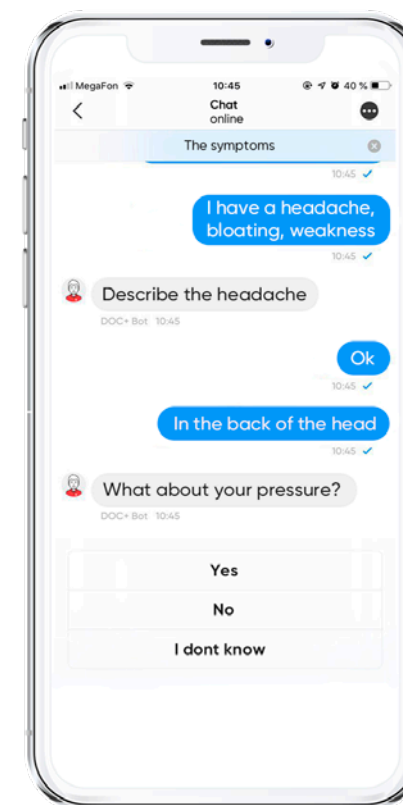 MegaFon
10:45
40 %
Chat
online
The symptoms
10:45
I have a headache,
bloating, weakness
10:45
Describe the headache
DOC+ Bot 10:45
Ok
10:45
In the back of the head
10:45
What about your pressure?
DOC+ Bot 10:45
Yes
No
I dont know